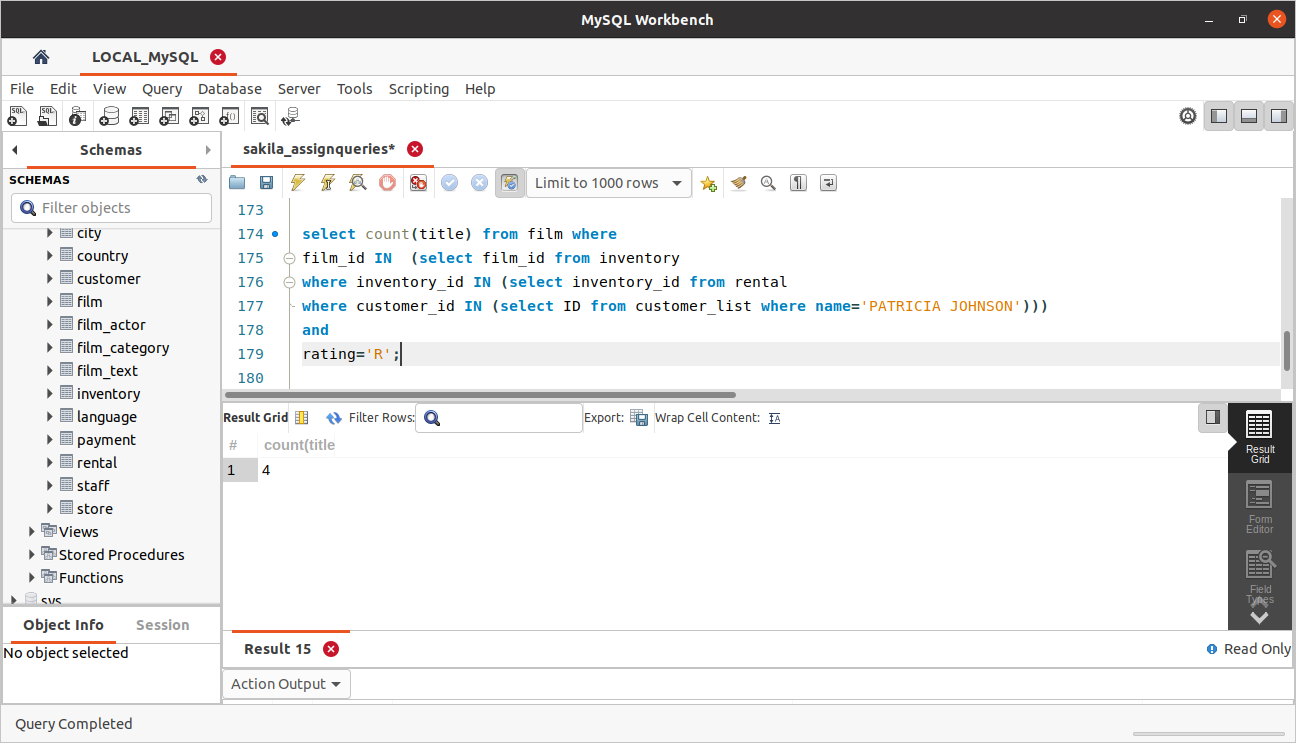 MySQL Workbench
LOCAL_MySQL
File Edit View Query Database Server Tools Scripting Help
Schemas
SCHEMAS
Filter objects
city
country
customer
film
film_actor
film_category
film_text
inventory
language
payment
rental
staff
store
Views
Stored Procedures
Functions
sys
Object Info Session
No object selected
sakila_assignqueries*
Limit to 1000 rows
173
174 select count(title) from film where
175 film_id IN  (select film_id from inventory
176 where inventory_id IN (select inventory_id from rental
177 where customer_id IN (select ID from customer_list where name='PATRICIA JOHNSON')))
178 and
179 rating='R';
180
Result Grid Filter Rows: Export: Wrap Cell Content:
# count(title
1 4
Result
Grid
Form
Editor
Field
Types
Result 15
Read Only
Action Output
Query Completed